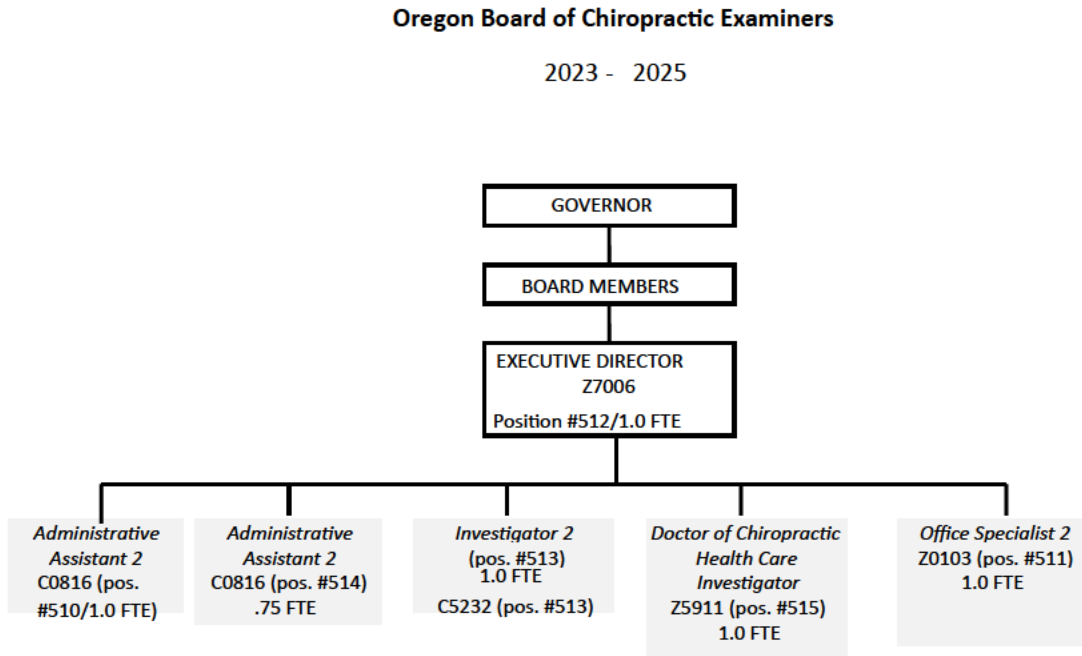 Oregon Board of Chiropractic Examiners
2023 - 2025
GOVERNOR
BOARD MEMBERS
EXECUTIVE DIRECTOR
Z7006
Position #512/1.0 FTE
Administrative
Assistant 2
C0816 (pos.
#510/1.0 FTE)
Administrative
Assistant 2
C0816 (pos. #514)
.75 FTE
Investigator 2
(pos. #513)
1.0 FTE
C5232 (pos. #513)
Doctor of Chiropractic
Health Care
Investigator
Z5911 (pos. #515)
1.0 FTE
Office Specialist 2
Z0103 (pos. #511)
1.0 FTE